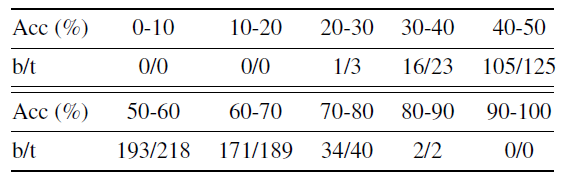 Acc (%) 0-10 10-20 20-30 30-40 40-50
b/t 0/0 0/0 1/3 16/23 105/125
Acc (%) 50-60 60-70 70-80 80-90 90-100
b/t 193/218 171/189 34/40 2/2 0/0